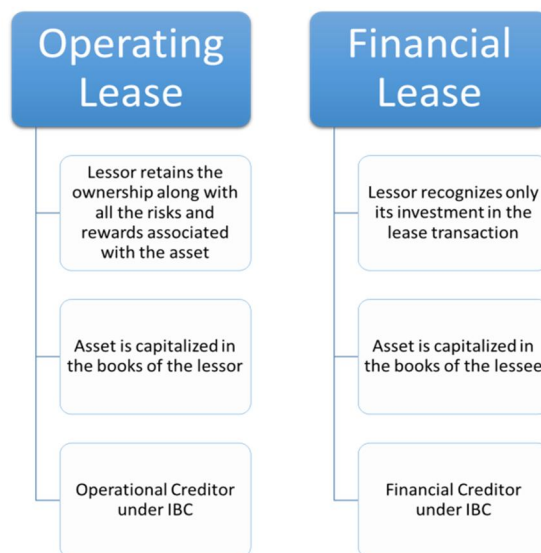 Operating
Lease
Lessor retains the
ownership along with
all the risks and
rewards associated
with the asset
Asset is capitalized in
the books of the lessor
Operational Creditor
under IBC
Financial
Lease
Lessor recognizes only
its investment in the
lease transaction
Asset is capitalized in
the books of the lessee
Financial Creditor
under IBC